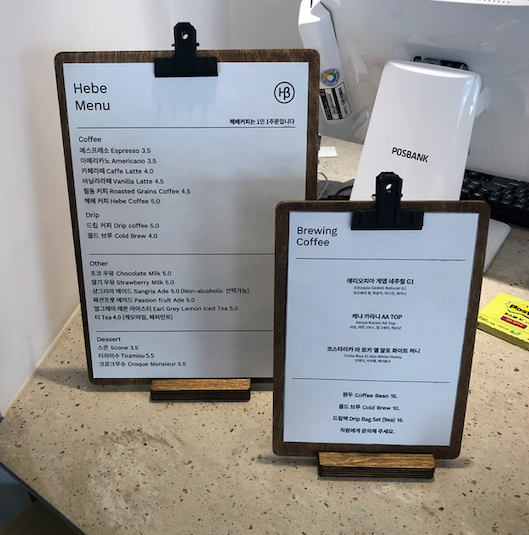 Hebe
Menu
HB
헤베커피는 1인 1주문입니다
Coffee
에스프레소 Espresso 3.5
아메리카노 Americano 3.5
카페라떼 Caffe Latte 4.0
바닐라라떼 Vanilla Latte 4.5
필동 커피 Roasted Grains Coffee 4.5
헤베 커피 Hebe Coffee 5.0
Drip
드립 커피 Drip coffee 5.0
콜드 브루 Cold Brew 4.0
Other
초코 우유 Chocolate Milk 5.0
딸기 우유 Strawberry Milk 5.0
샹그리아 에이드 Sangria Ade 5.0 (Non-alcoholic 선택가능)
패션프룻 에이드 Passion fruit Ade 5.0
얼그레이 레몬 아이스티 Earl Grey Lemon Iced Tea 5.0
티 Tea 4.0 (캐모마일, 페퍼민트)
Dessert
스콘 Scone 3.5
티라미수 Tiramisu 5.5
크로크무슈 Croque Monsieur 5.5
POSBANK
Brewing
Coffee
에티오피아 게뎁 네추럴 G1
Ethiopia Gedeb Natural G1
케냐 카라니 AA TOP
Kenya Karani AA Top
코스타리카 라 로카 엘 알토 화이트 허니
Costa Rica El Alto White Honey
원두 Coffee Bean 15.
콜드 브루 Cold Brew 10.
드립백 Drip Bag Set (9ea) 16.
직원에게 문의해 주세요.